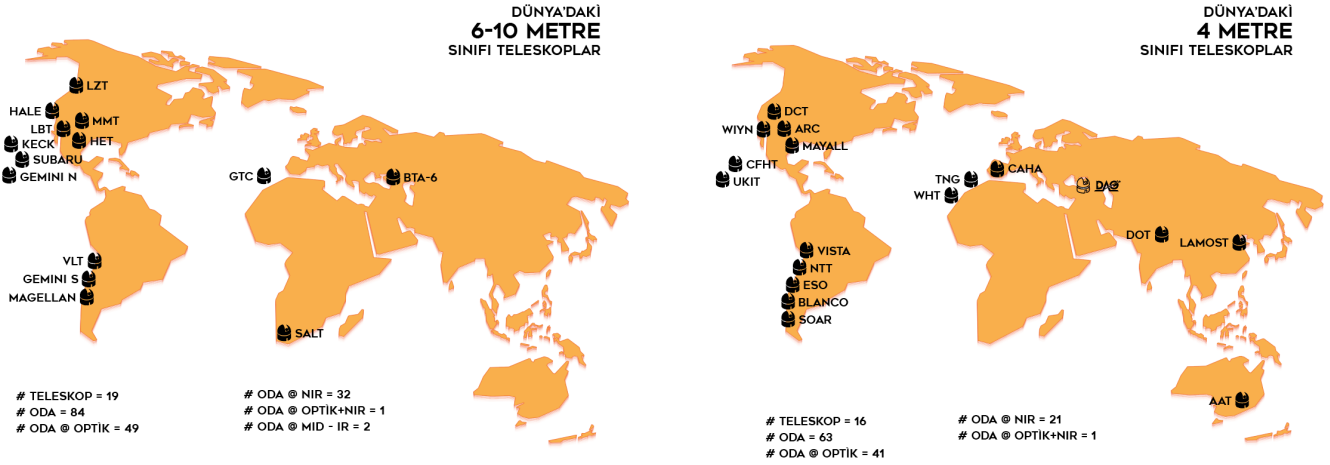 DÜNYA'DAKİ
6-10 METRE
SINIFI TELESKOPLAR
LZT
HALE
MMT
LBT
HET
KECK
SUBARU
GEMINI N
GTC
BTA-6
VLT
GEMINI S
MAGELLAN
SALT
# TELESKOP = 19
# ODA = 84
# ODA @ OPTİK = 49
# ODA @ NIR = 32
# ODA @ OPTİK+NIR = 1
# ODA @ MID - IR = 2
DÜNYA'DAKİ
4 METRE
SINIFI TELESKOPLAR
DCT
WIYN
ARC
MAYALL
CFHT
UKIT
CAHA
TNG
WHT
DAG
DOT
LAMOST
VISTA
NTT
ESO
BLANCO
SOAR
AAT
# TELESKOP = 16
# ODA = 63
# ODA @ OPTİK = 41
# ODA @ NIR = 21
# ODA @ OPTİK+NIR = 1